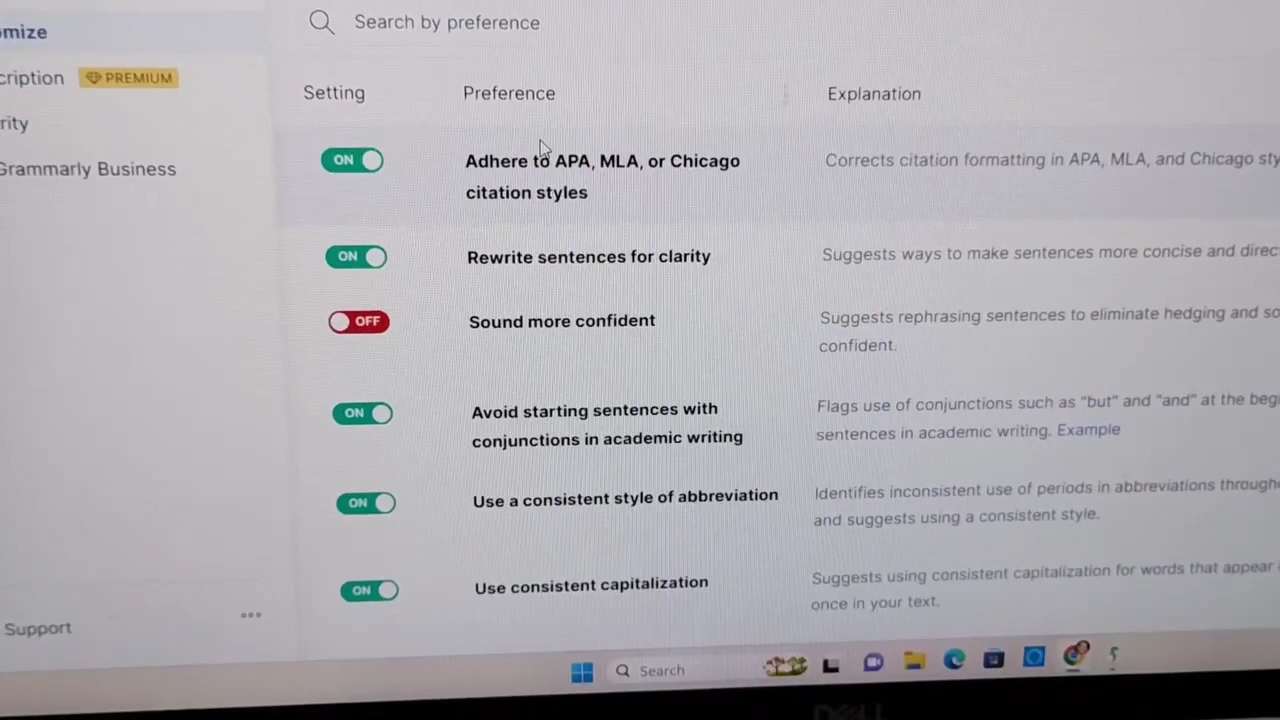 omize
Search by preference
cription PREMIUM
Setting Preference Explanation
rity
ON Adhere to APA, MLA, or Chicago Corrects citation formatting in APA, MLA, and Chicago sty
Grammarly Business
citation styles
ON Rewrite sentences for clarity Suggests ways to make sentences more concise and direc
OFF Sound more confident Suggests rephrasing sentences to eliminate hedging and so
confident.
ON Avoid starting sentences with Flags use of conjunctions such as "but" and "and" at the beg
conjunctions in academic writing sentences in academic writing. Example
ON Use a consistent style of abbreviation Identifies inconsistent use of periods in abbreviations through
and suggests using a consistent style.
ON Use consistent capitalization Suggests using consistent capitalization for words that appear
once in your text.
Support
Search
DELL